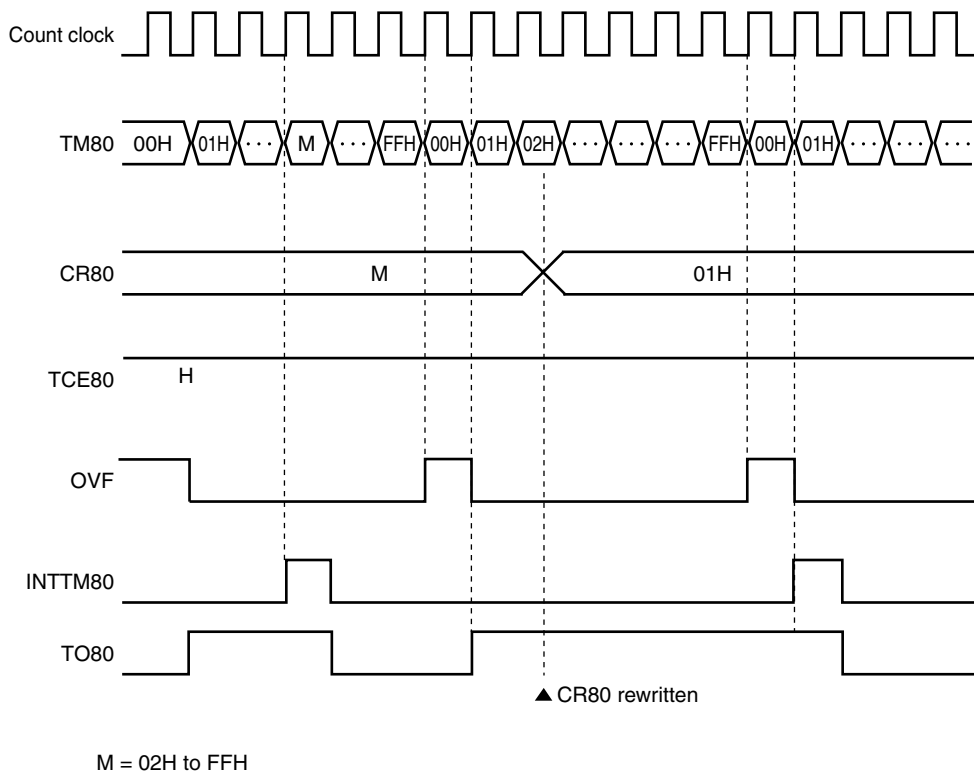 Count clock
TM80 00H 01H ··· M ··· FFH 00H 01H 02H ··· ··· ··· FFH 00H 01H ··· ··· ···
CR80 M 01H
TCE80 H
OVF
INTTM80
TO80
▲ CR80 rewritten
M = 02H to FFH